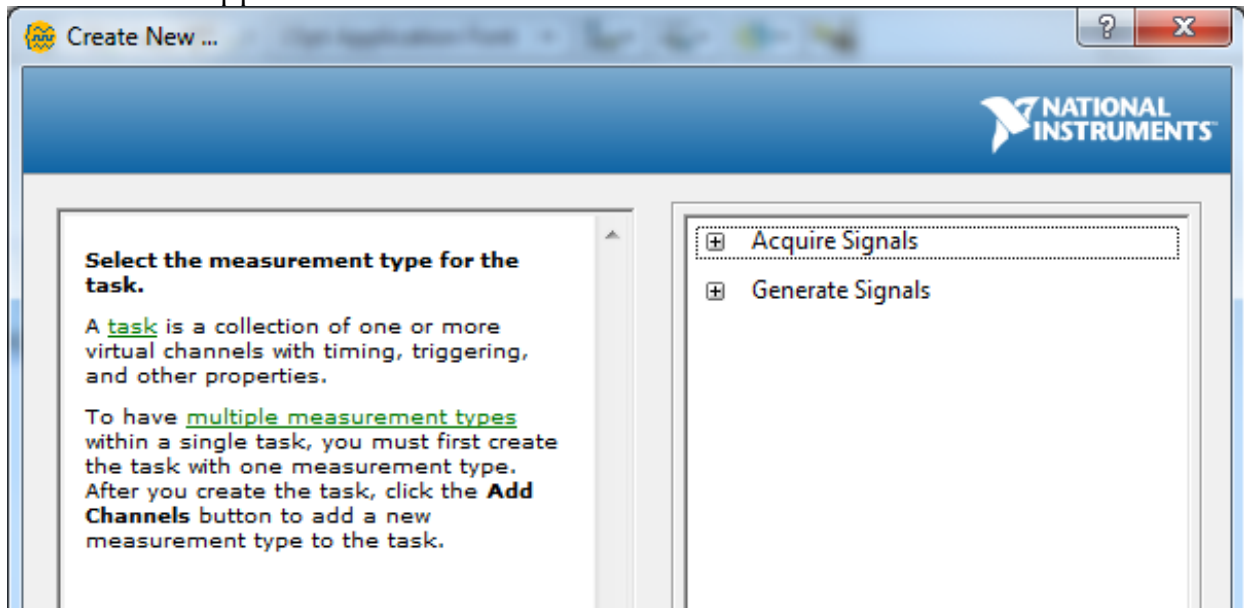 Create New ...
NATIONAL
INSTRUMENTS
Select the measurement type for the
task.
A task is a collection of one or more
virtual channels with timing, triggering,
and other properties.
To have multiple measurement types
within a single task, you must first create
the task with one measurement type.
After you create the task, click the Add
Channels button to add a new
measurement type to the task.
Acquire Signals
Generate Signals